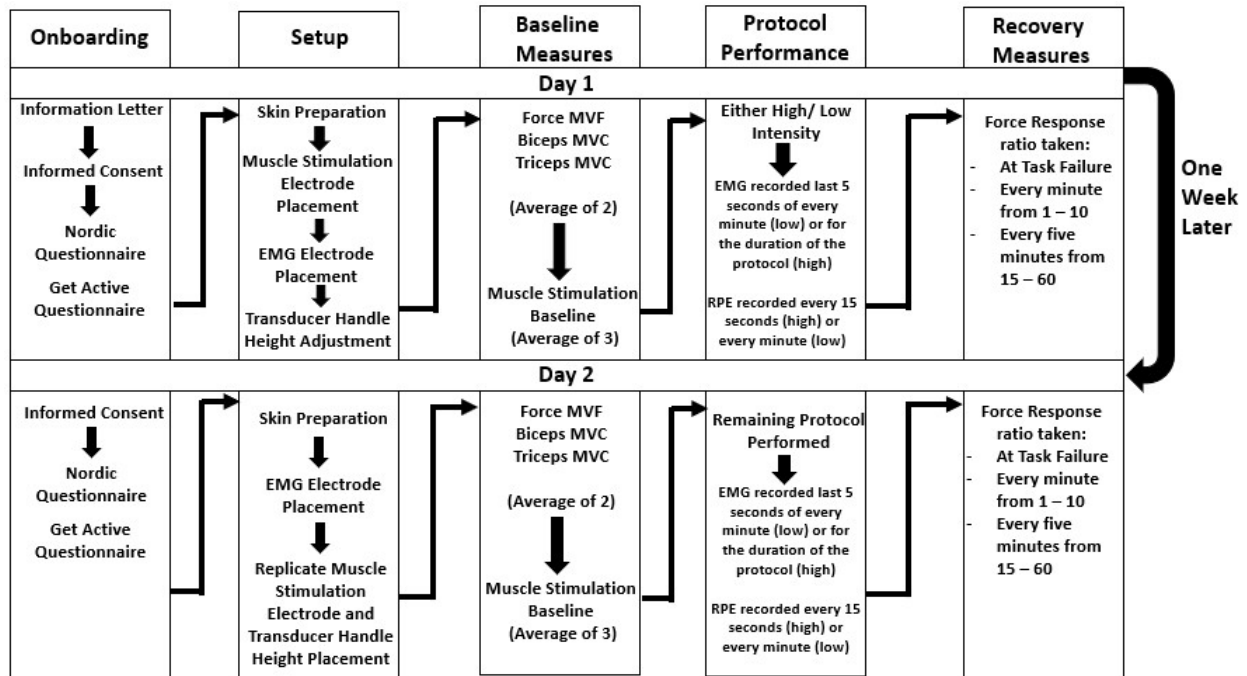 Onboarding
Setup
Baseline
Measures
Protocol
Performance
Recovery
Measures
Day 1
Information Letter
Informed Consent
Nordic
Questionnaire
Get Active
Questionnaire
Skin Preparation
Muscle Stimulation
Electrode
Placement
EMG Electrode
Placement
Transducer Handle
Height Adjustment
Force MVF
Biceps MVC
Triceps MVC
(Average of 2)
Muscle Stimulation
Baseline
(Average of 3)
Either High/ Low
Intensity
EMG recorded last 5
seconds of every
minute (low) or for
the duration of the
protocol (high)
RPE recorded every 15
seconds (high) or
every minute (low)
Force Response
ratio taken:
- At Task Failure
- Every minute
from 1 – 10
- Every five
minutes from
15 – 60
One
Week
Later
Day 2
Informed Consent
Nordic
Questionnaire
Get Active
Questionnaire
Skin Preparation
EMG Electrode
Placement
Replicate Muscle
Stimulation
Electrode and
Transducer Handle
Height Placement
Force MVF
Biceps MVC
Triceps MVC
(Average of 2)
Muscle Stimulation
Baseline
(Average of 3)
Remaining Protocol
Performed
EMG recorded last 5
seconds of every
minute (low) or for
the duration of the
protocol (high)
RPE recorded every 15
seconds (high) or
every minute (low)
Force Response
ratio taken:
- At Task Failure
- Every minute
from 1 – 10
- Every five
minutes from
15 – 60